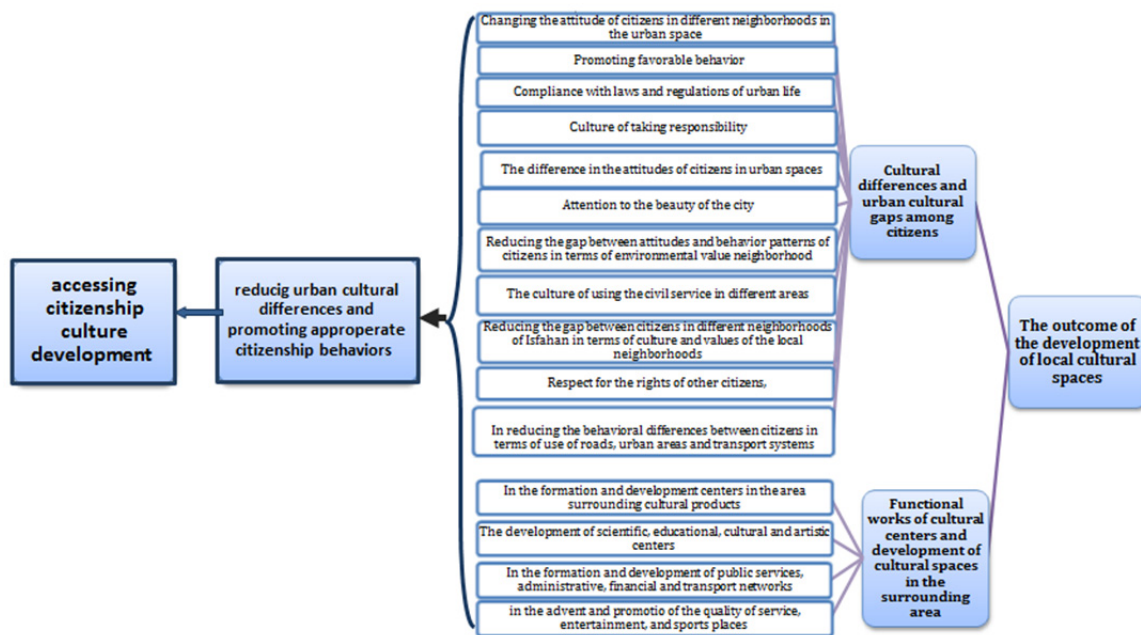 accessing
citizenship
culture
development
reducig urban cultural
differences and
promoting approperate
citizenship behaviors
Changing the attitude of citizens in different neighborhoods in
the urban space
Promoting favorable behavior
Compliance with laws and regulations of urban life
Culture of taking responsibility
The difference in the attitudes of citizens in urban spaces
Attention to the beauty of the city
Reducing the gap between attitudes and behavior patterns of
citizens in terms of environmental value neighborhood
The culture of using the civil service in different areas
Reducing the gap between citizens in different neighborhoods
of Isfahan in terms of culture and values of the local
neighborhoods
Respect for the rights of other citizens,
In reducing the behavioral differences between citizens in
terms of use of roads, urban areas and transport systems
In the formation and development centers in the area
surrounding cultural products
The development of scientific, educational, cultural and artistic
centers
In the formation and development of public services,
administrative, financial and transport networks
in the advent and promotio of the quality of service,
entertainment, and sports places
Cultural
differences and
urban cultural
gaps among
citizens
Functional
works of cultural
centers and
development of
cultural spaces
in the
surrounding
area
The outcome of
the development
of local cultural
spaces